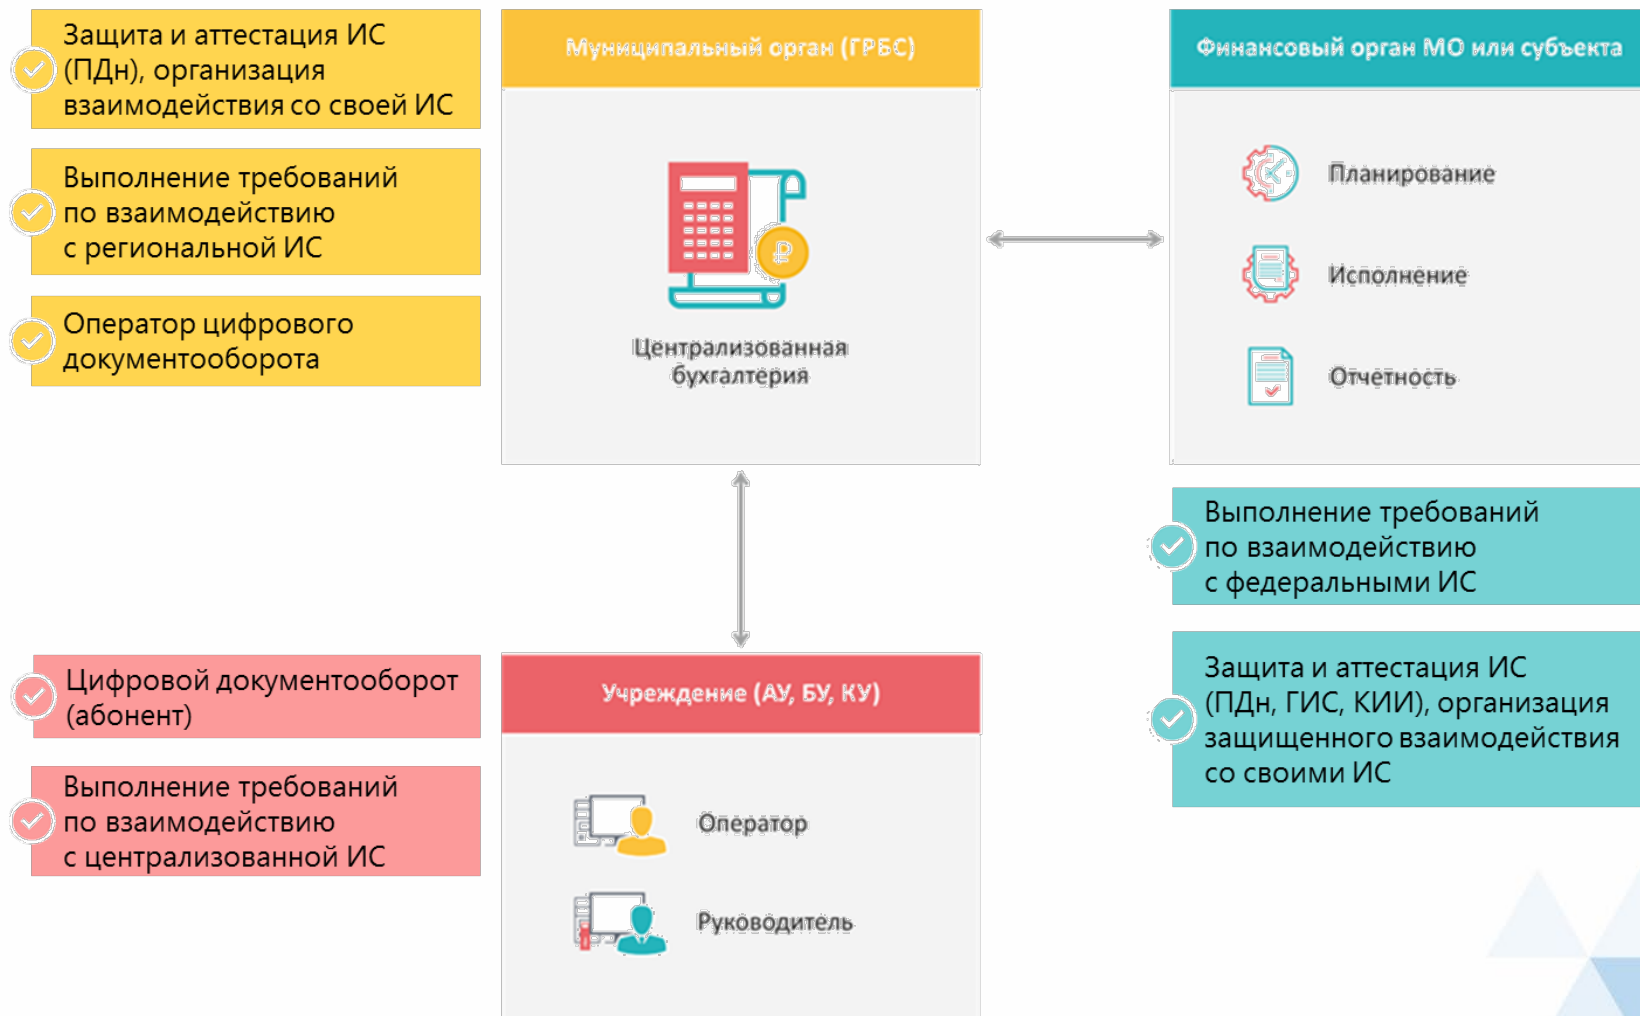 Защита и аттестация ИС
(ПДн), организация
взаимодействия со своей ИС
Выполнение требований
по взаимодействию
с региональной ИС
Оператор цифрового
документооборота
Муниципальный орган (ГРБС)
Централизованная
бухгалтерия
Финансовый орган МО или субъекта
Планирование
Исполнение
Отчетность
Выполнение требований
по взаимодействию
с федеральными ИС
Защита и аттестация ИС
(ПДн, ГИС, КИИ), организация
защищенного взаимодействия
со своими ИС
Цифровой документооборот
(абонент)
Выполнение требований
по взаимодействию
с централизованной ИС
Учреждение (АУ, БУ, КУ)
Оператор
Руководитель